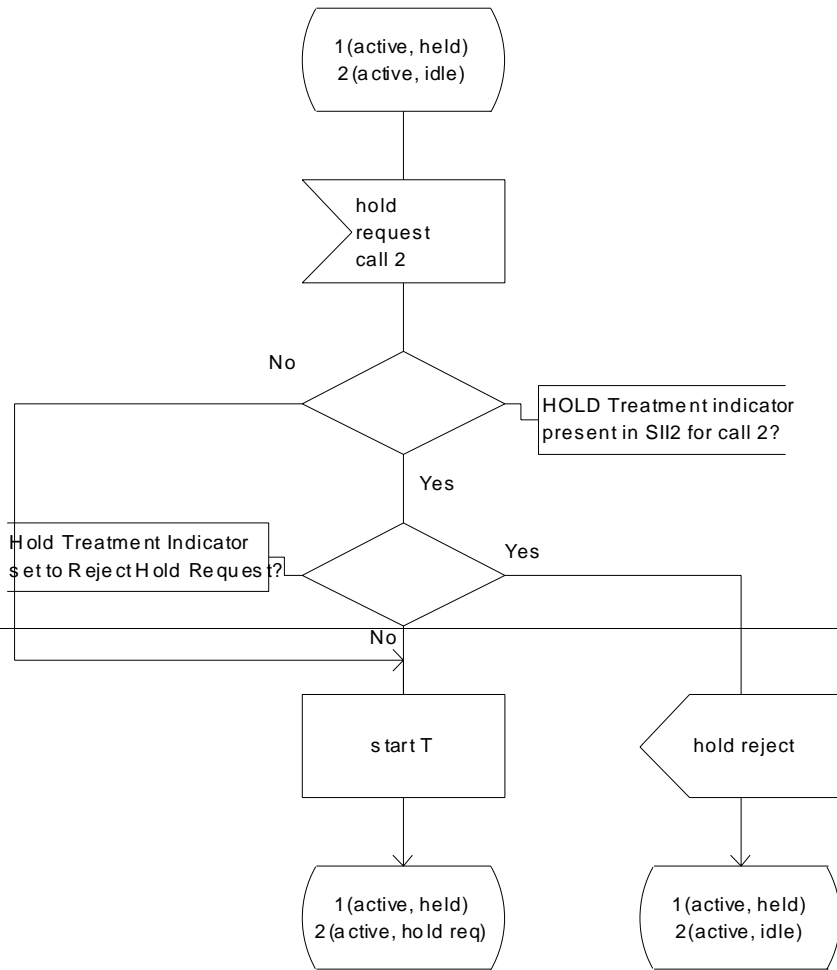 1(active, held)
2(active, idle)
hold
request
call 2
No
HOLD Treatment indicator
present in SII2 for call 2?
Yes
Hold Treatment Indicator
set to Reject Hold Request?
Yes
No
start T
hold reject
1(active, held)
2(active, hold req)
1(active, held)
2(active, idle)